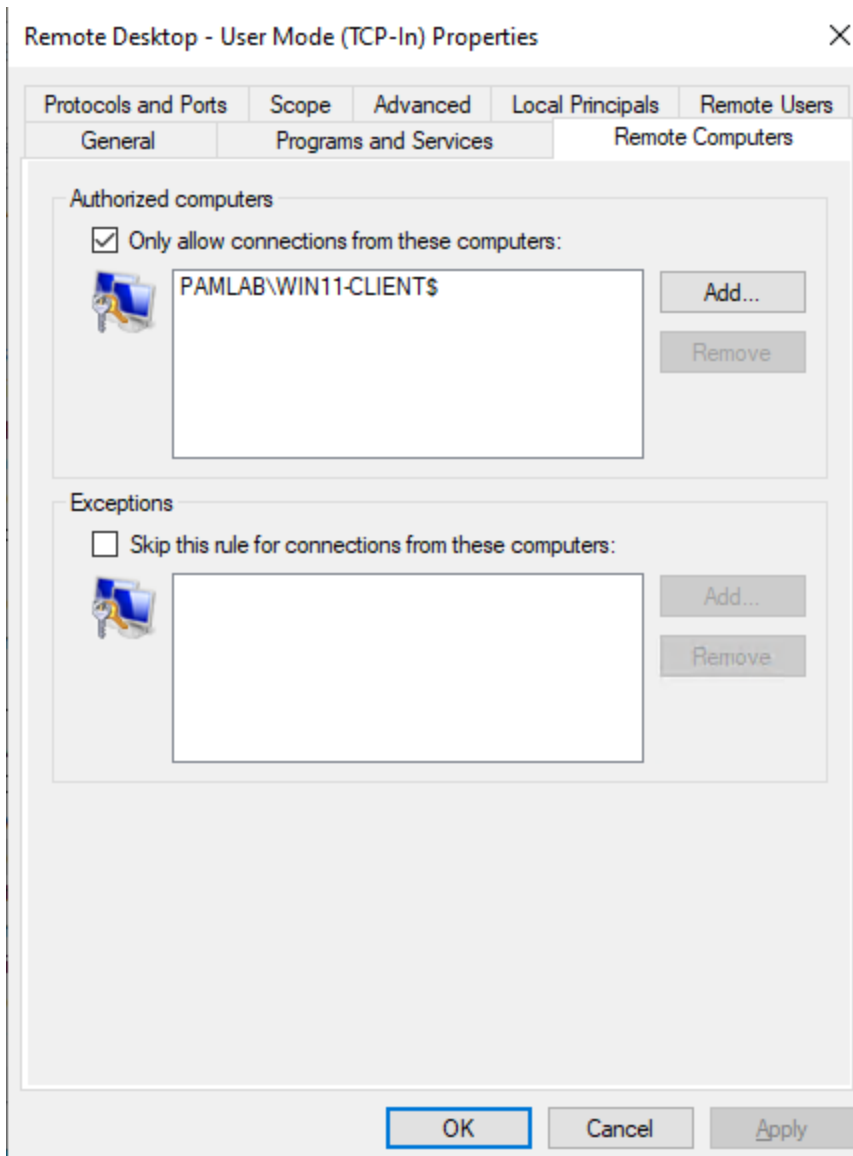 Remote Desktop - User Mode (TCP-In) Properties
Protocols and Ports Scope Advanced Local Principals Remote Users
General Programs and Services Remote Computers
Authorized computers
Only allow connections from these computers:
PAMLAB\WIN11-CLIENT$
Add...
Remove
Exceptions
Skip this rule for connections from these computers:
Add...
Remove
OK Cancel Apply